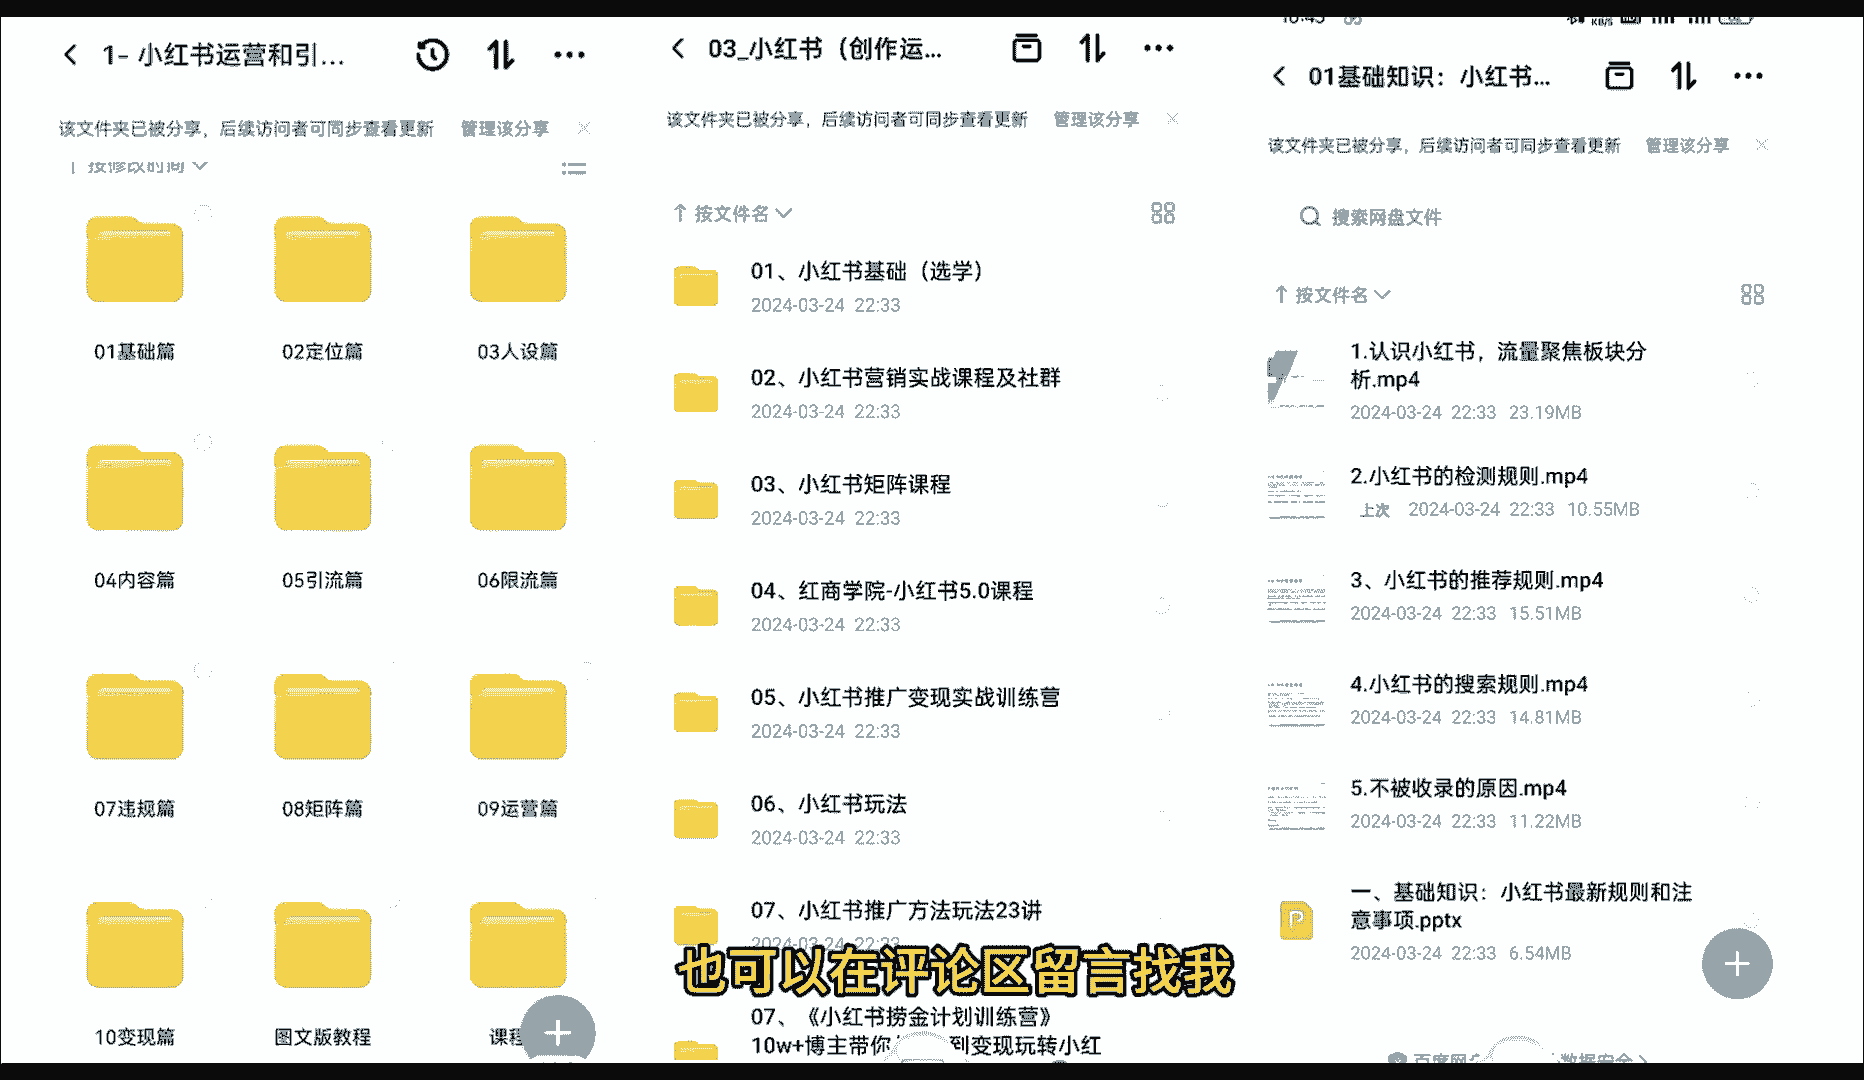 1- 小红书运营和引...
该文件夹已被分享，后续访问者可同步查看更新 管理该分享
按修改时间
01基础篇 02定位篇 03人设篇
04内容篇 05引流篇 06限流篇
07违规篇 08矩阵篇 09运营篇
10变现篇 图文版教程 课程
03_小红书（创作运...
该文件夹已被分享，后续访问者可同步查看更新 管理该分享
按文件名
01、小红书基础（选学）
2024-03-24 22:33
02、小红书营销实战课程及社群
2024-03-24 22:33
03、小红书矩阵课程
2024-03-24 22:33
04、红商学院-小红书5.0课程
2024-03-24 22:33
05、小红书推广变现实战训练营
2024-03-24 22:33
06、小红书玩法
2024-03-24 22:33
07、小红书推广方法玩法23讲
2024-03-24 22:33
也可以在评论区留言找我
07、《小红书捞金计划训练营》
10w+博主带你 到变现玩转小红
01基础知识：小红书...
该文件夹已被分享，后续访问者可同步查看更新 管理该分享
搜索网盘文件
按文件名
1.认识小红书，流量聚焦板块分
析.mp4
2024-03-24 22:33 23.19MB
2.小红书的检测规则.mp4
上次 2024-03-24 22:33 10.55MB
3、小红书的推荐规则.mp4
2024-03-24 22:33 15.51MB
4.小红书的搜索规则.mp4
2024-03-24 22:33 14.81MB
5.不被收录的原因.mp4
2024-03-24 22:33 11.22MB
一、基础知识：小红书最新规则和注
意事项.pptx
2024-03-24 22:33 6.54MB